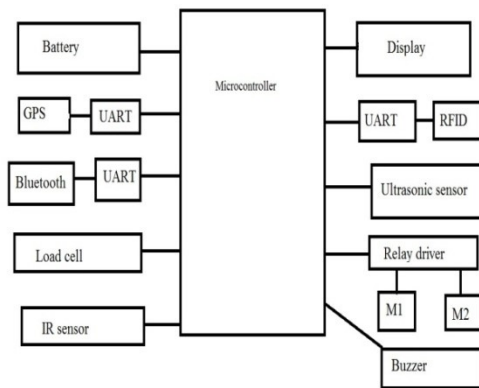 Battery
Display
Microcontroller
GPS
UART
UART
RFID
Bluetooth
UART
Ultrasonic sensor
Load cell
Relay driver
M1
M2
IR sensor
Buzzer